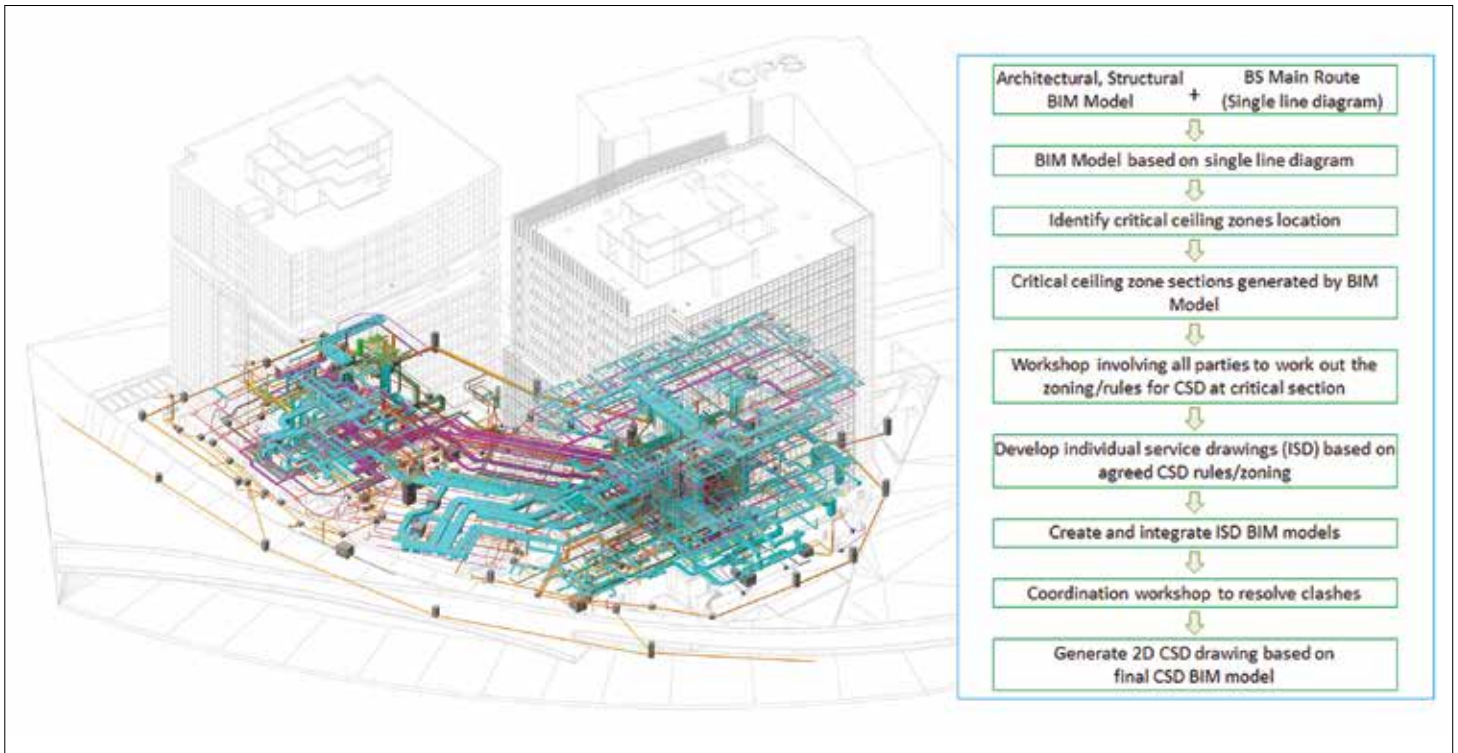 Architectural, Structural
BIM Model
+
BS Main Route
(Single line diagram)
BIM Model based on single line diagram
Identify critical ceiling zones location
Critical ceiling zone sections generated by BIM
Model
Workshop involving all parties to work out the
zoning/rules for CSD at critical section
Develop individual service drawings (ISD) based on
agreed CSD rules/zoning
Create and integrate ISD BIM models
Coordination workshop to resolve clashes
Generate 2D CSD drawing based on
final CSD BIM model